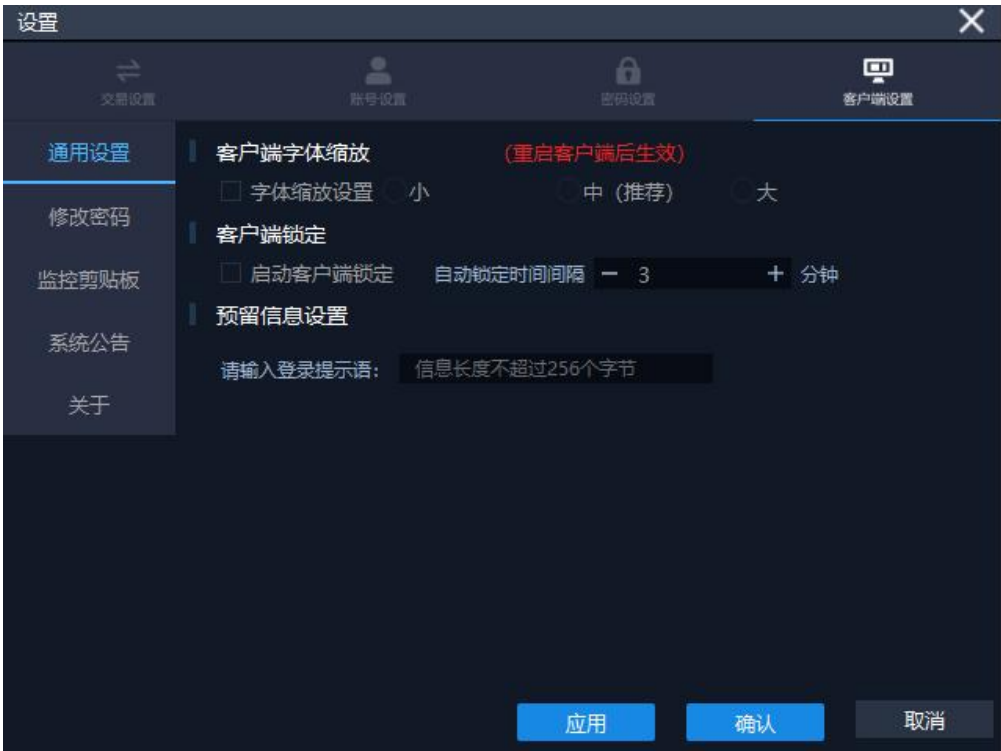 设置
交易设置 账号设置 密码设置 客户端设置
通用设置
修改密码
监控剪贴板
系统公告
关于
客户端字体缩放 (重启客户端后生效)
字体缩放设置 小 中 (推荐) 大
客户端锁定
启动客户端锁定 自动锁定时间间隔 － 3 + 分钟
预留信息设置
请输入登录提示语: 信息长度不超过256个字节
应用 确认 取消